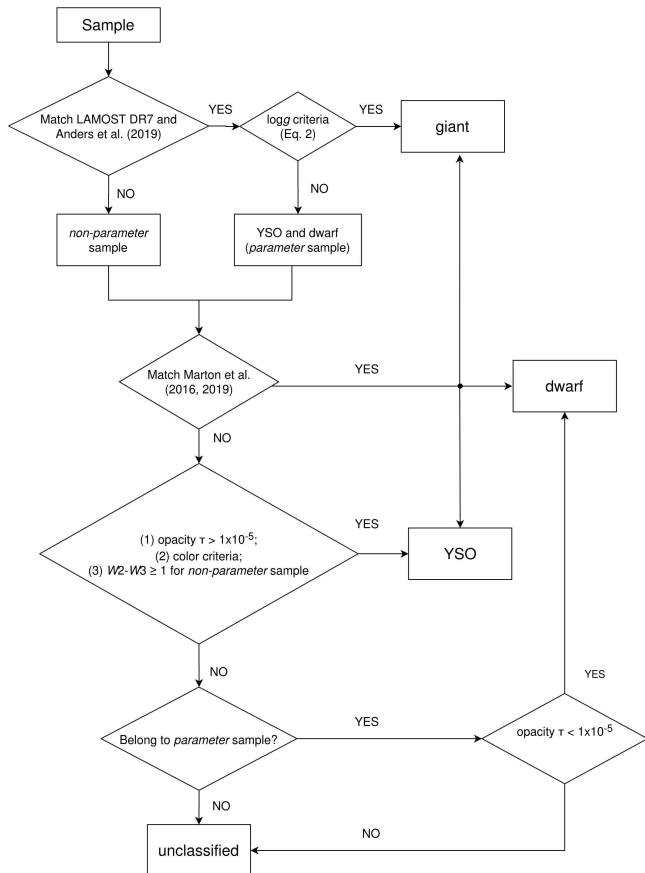 Sample
Match LAMOST DR7 and
Anders et al. (2019)
YES
logg criteria
(Eq. 2)
YES
giant
NO
NO
non-parameter
sample
YSO and dwarf
(parameter sample)
Match Marton et al.
(2016, 2019)
YES
dwarf
NO
(1) opacity τ > 1x10-5;
(2) color criteria;
(3) W2-W3 ≥ 1 for non-parameter sample
YES
YSO
NO
Belong to parameter sample?
YES
opacity τ < 1x10-5
YES
NO
NO
unclassified